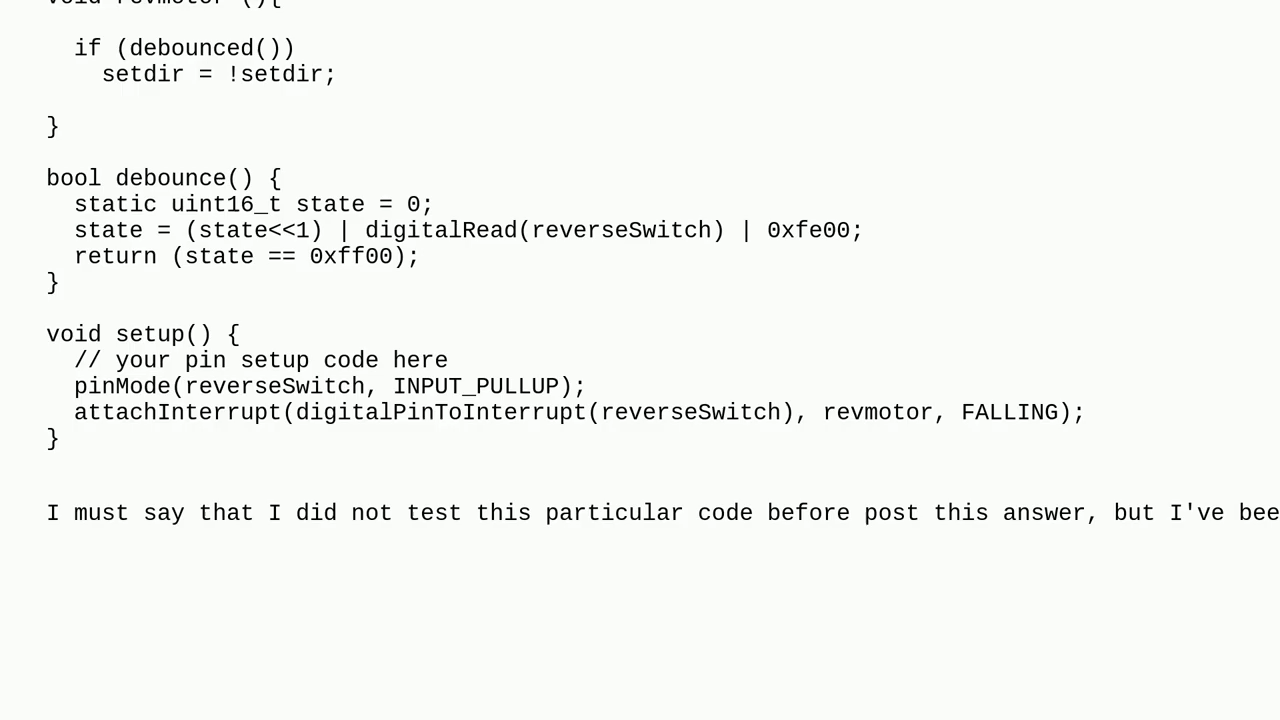 void revmotor (){
  if (debounced())
    setdir = !setdir;
}
bool debounce() {
  static uint16_t state = 0;
  state = (state<<1) | digitalRead(reverseSwitch) | 0xfe00;
  return (state == 0xff00);
}
void setup() {
  // your pin setup code here
  pinMode(reverseSwitch, INPUT_PULLUP);
  attachInterrupt(digitalPinToInterrupt(reverseSwitch), revmotor, FALLING);
}
I must say that I did not test this particular code before post this answer, but I've bee